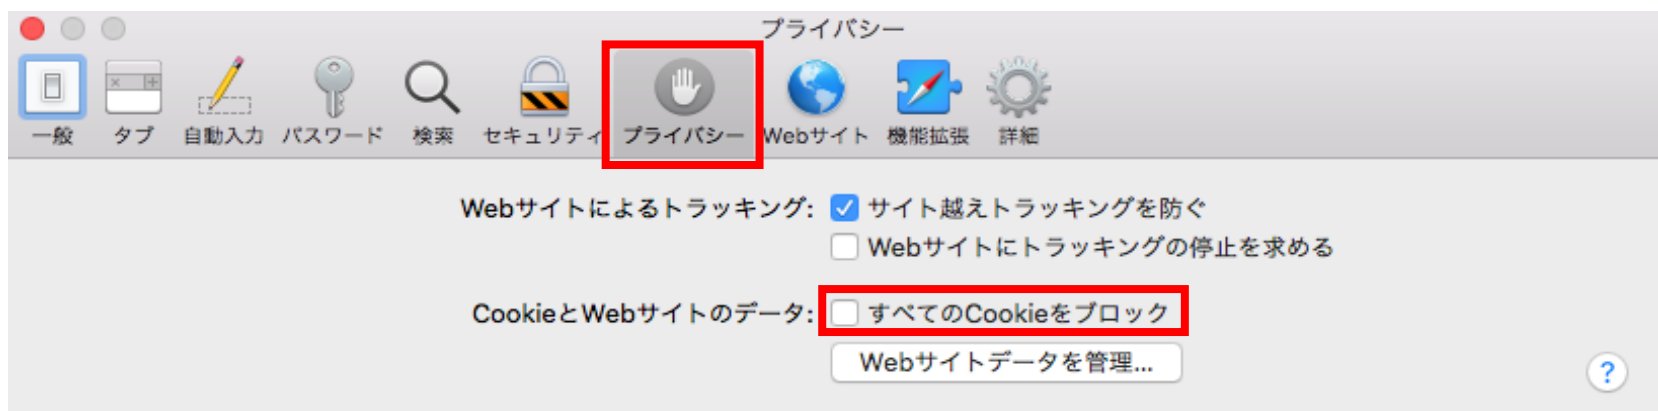 プライバシー
一般 タブ 自動入力 パスワード 検索 セキュリティ プライバシー Webサイト 機能拡張 詳細
Webサイトによるトラッキング: サイト越えトラッキングを防ぐ
Webサイトにトラッキングの停止を求める
CookieとWebサイトのデータ: すべてのCookieをブロック
Webサイトデータを管理...
?